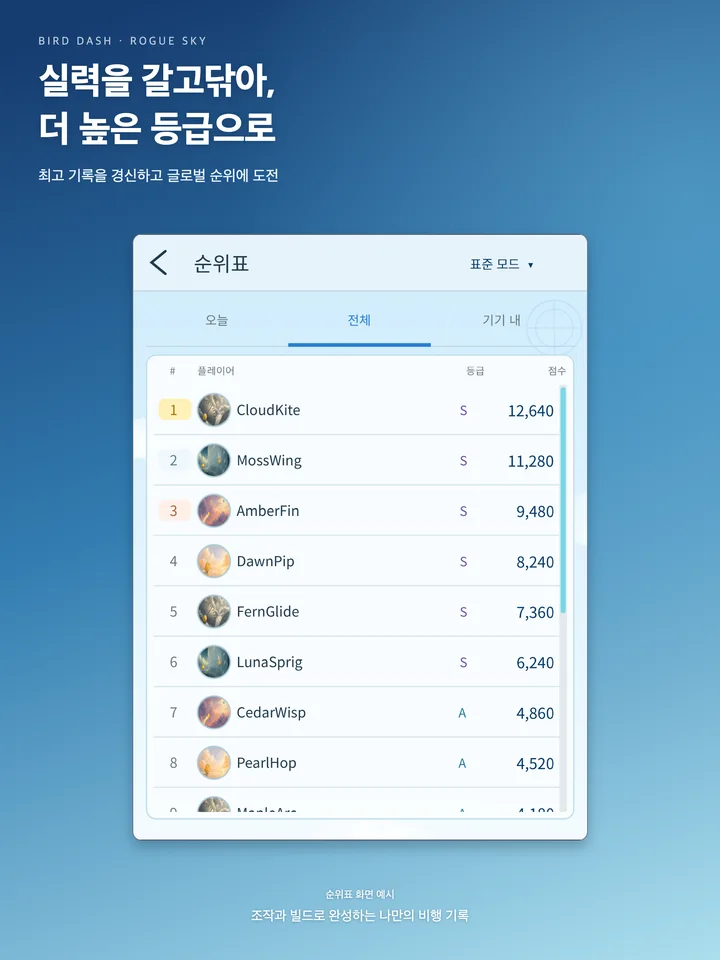 BIRD DASH · ROGUE SKY
실력을 갈고닦아,
더 높은 등급으로
최고 기록을 경신하고 글로벌 순위에 도전
순위표
표준 모드 ▼
오늘 전체 기기 내
# 플레이어 등급 점수
1 CloudKite S 12,640
2 MossWing S 11,280
3 AmberFin S 9,480
4 DawnPip S 8,240
5 FernGlide S 7,360
6 LunaSprig S 6,240
7 CedarWisp A 4,860
8 PearlHop A 4,520
순위표 화면 예시
조작과 빌드로 완성하는 나만의 비행 기록